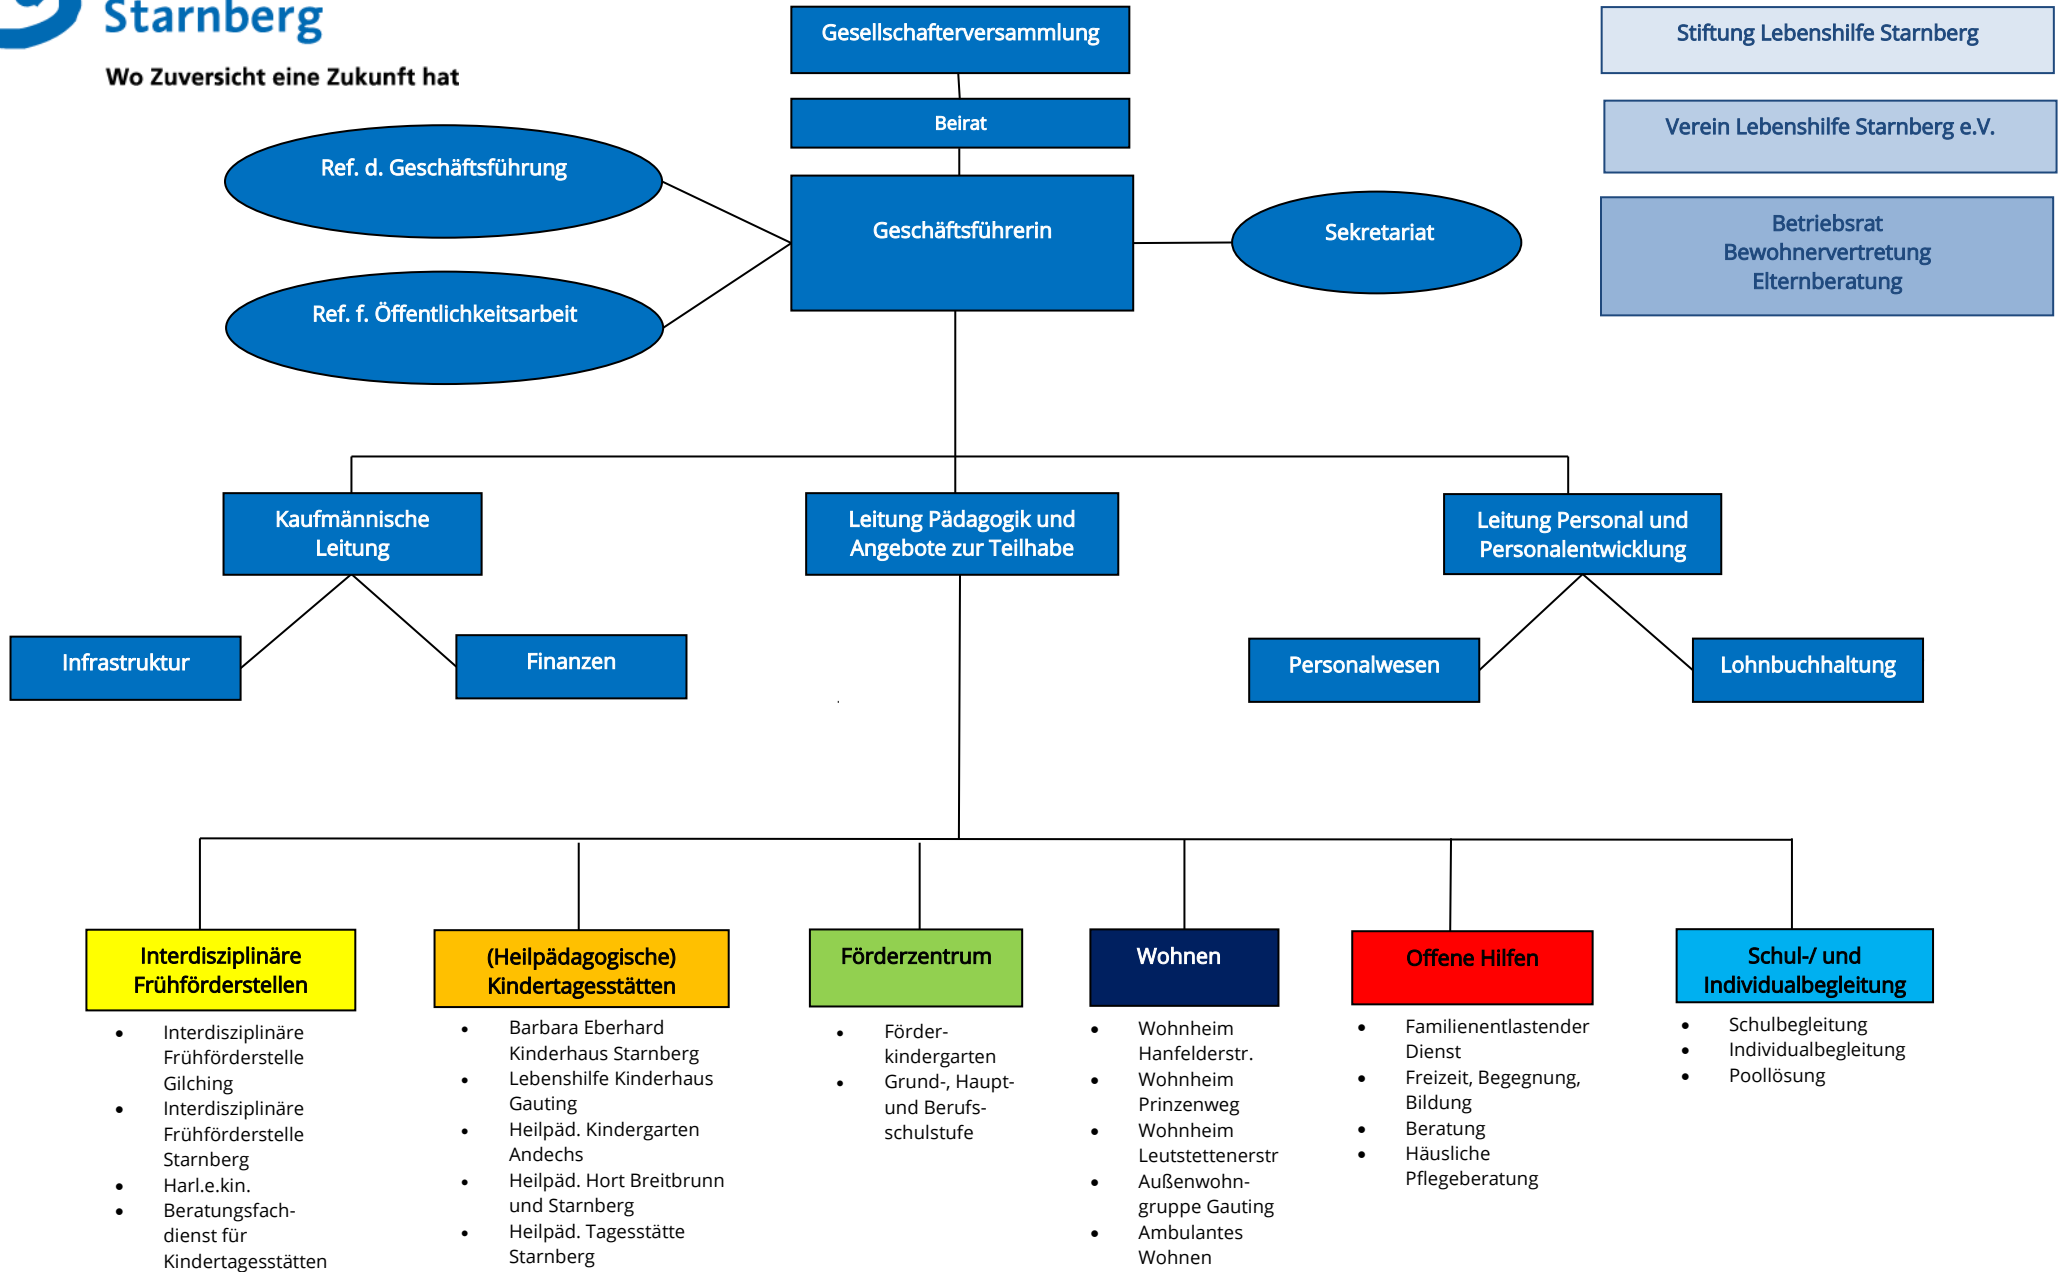 Starnberg
Wo Zuversicht eine Zukunft hat
Gesellschafterversammlung
Beirat
Geschäftsführerin
Ref. d. Geschäftsführung
Ref. f. Öffentlichkeitsarbeit
Sekretariat
Stiftung Lebenshilfe Starnberg
Verein Lebenshilfe Starnberg e.V.
Betriebsrat
Bewohnervertretung
Elternberatung
Kaufmännische
Leitung
Leitung Pädagogik und
Angebote zur Teilhabe
Leitung Personal und
Personalentwicklung
Infrastruktur
Finanzen
Personalwesen
Lohnbuchhaltung
Interdisziplinäre
Frühförderstellen
• Interdisziplinäre
Frühförderstelle
Gilching
• Interdisziplinäre
Frühförderstelle
Starnberg
• Harl.e.kin.
• Beratungsfach-
dienst für
Kindertagesstätten
(Heilpädagogische)
Kindertagesstätten
• Barbara Eberhard
Kinderhaus Starnberg
• Lebenshilfe Kinderhaus
Gauting
• Heilpäd. Kindergarten
Andechs
• Heilpäd. Hort Breitbrunn
und Starnberg
• Heilpäd. Tagesstätte
Starnberg
Förderzentrum
• Förder-
kindergarten
• Grund-, Haupt-
und Berufs-
schulstufe
Wohnen
• Wohnheim
Hanfelderstr.
• Wohnheim
Prinzenweg
• Wohnheim
Leutstettenerstr
• Außenwohn-
gruppe Gauting
• Ambulantes
Wohnen
Offene Hilfen
• Familienentlastender
Dienst
• Freizeit, Begegnung,
Bildung
• Beratung
• Häusliche
Pflegeberatung
Schul-/ und
Individualbegleitung
• Schulbegleitung
• Individualbegleitung
• Poollösung